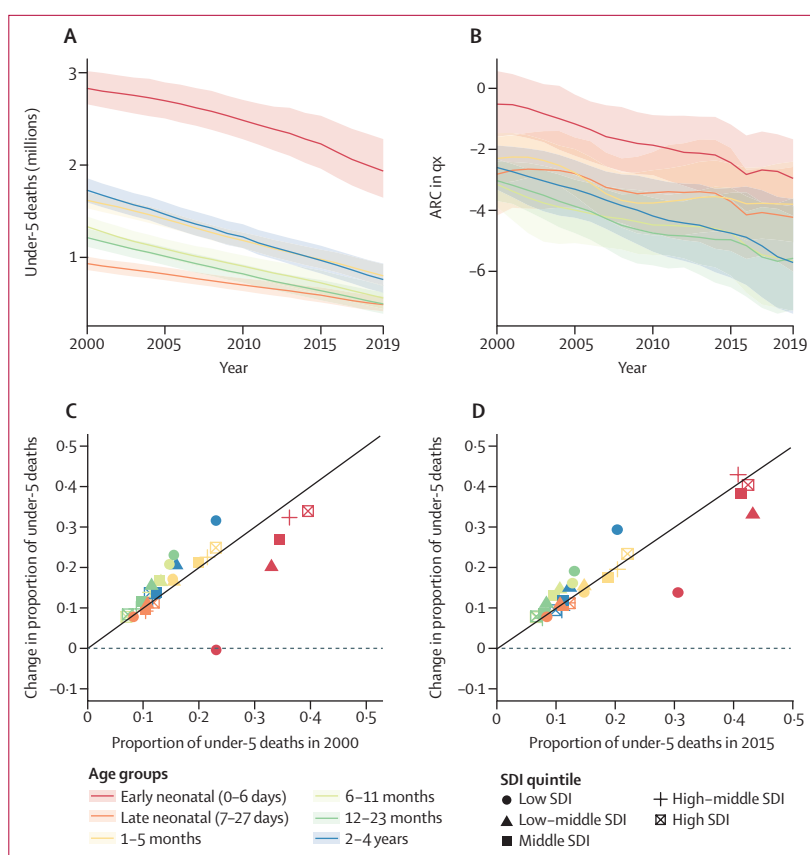 A
B
3
2
1
Under-5 deaths (millions)
2000
2005
2010
2015
2019
Year
0
–2
–4
–6
ARC in qx
2000
2005
2010
2015
2019
Year
C
D
0·5
0·4
0·3
0·2
0·1
0
–0·1
Change in proportion of under-5 deaths
0
0·1
0·2
0·3
0·4
0·5
Proportion of under-5 deaths in 2000
0·5
0·4
0·3
0·2
0·1
0
–0·1
Change in proportion of under-5 deaths
0
0·1
0·2
0·3
0·4
0·5
Proportion of under-5 deaths in 2015
Age groups
Early neonatal (0–6 days)
Late neonatal (7–27 days)
1–5 months
6–11 months
12–23 months
2–4 years
SDI quintile
Low SDI
Low–middle SDI
Middle SDI
High–middle SDI
High SDI